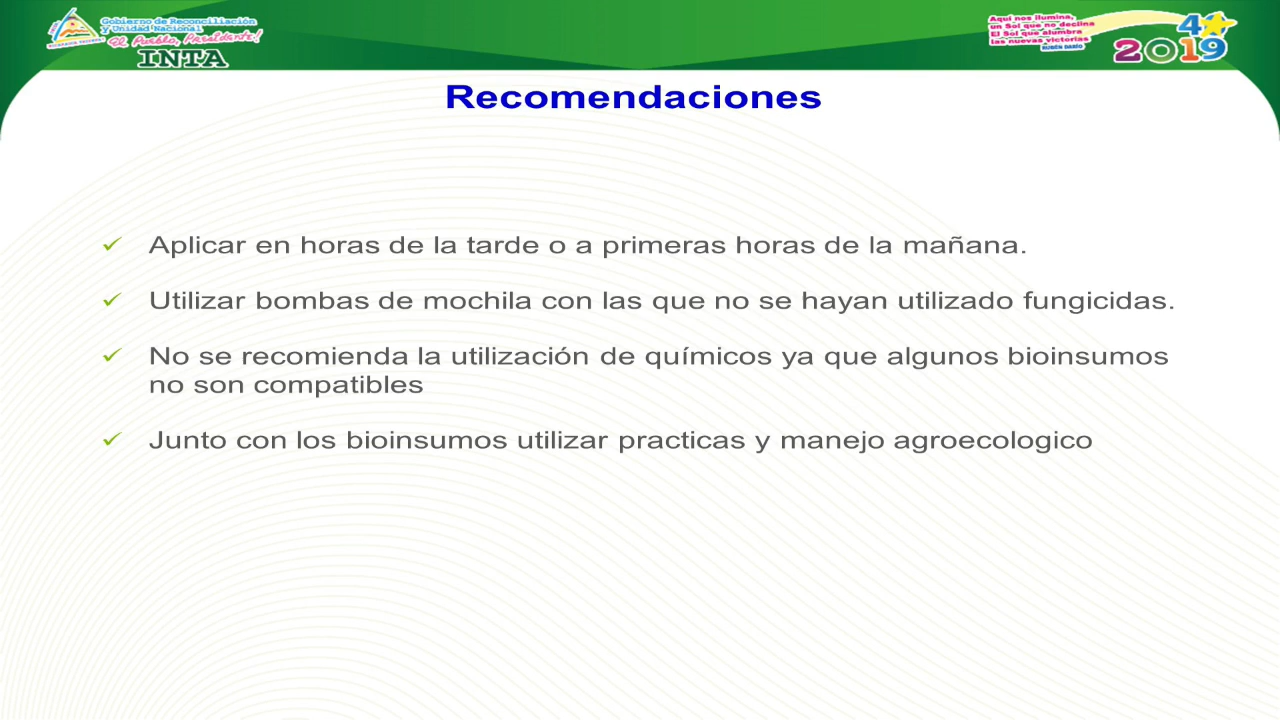 Gobierno de Reconciliación
y Unidad Nacional
El Pueblo, Presidente!
INTA
Aquí nos ilumina,
un Sol que no declina
El Sol que alumbra
las nuevas victorias
RUBÉN DARÍO
40
2019
Recomendaciones
✓ Aplicar en horas de la tarde o a primeras horas de la mañana.
✓ Utilizar bombas de mochila con las que no se hayan utilizado fungicidas.
✓ No se recomienda la utilización de químicos ya que algunos bioinsumos
no son compatibles
✓ Junto con los bioinsumos utilizar practicas y manejo agroecologico